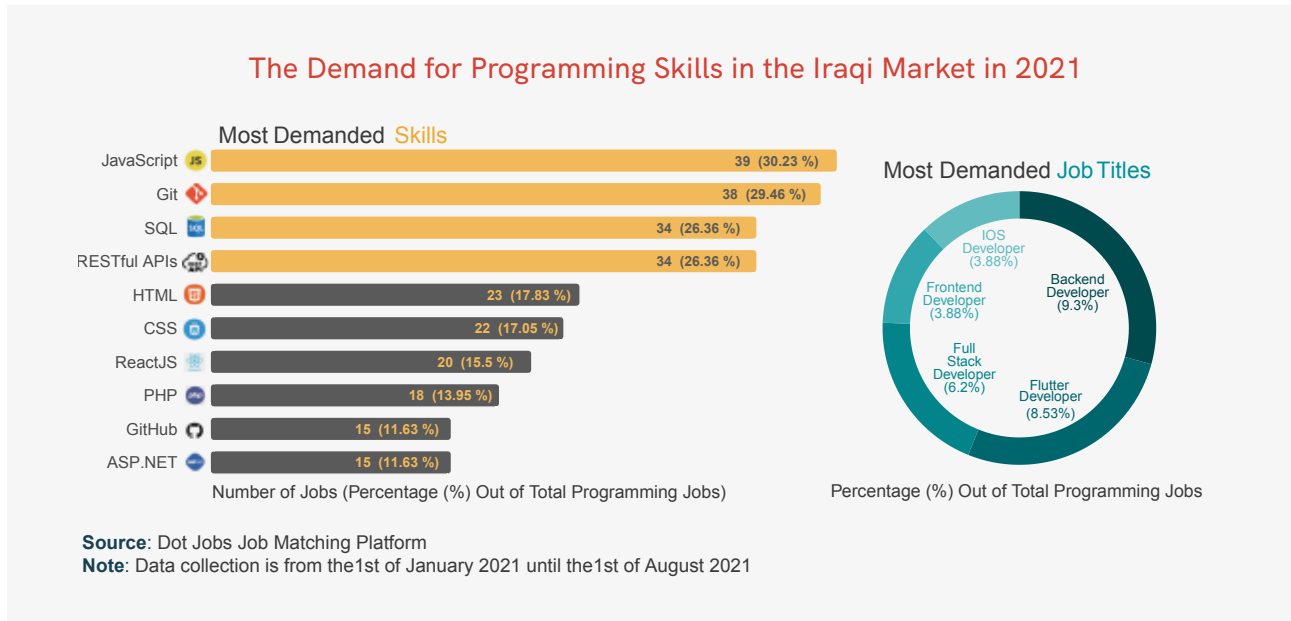 The Demand for Programming Skills in the Iraqi Market in 2021
Most Demanded Skills
JavaScript JS 39 (30.23 %)
Git 38 (29.46 %)
SQL SQL 34 (26.36 %)
RESTful APIs 34 (26.36 %)
HTML 23 (17.83 %)
CSS 22 (17.05 %)
ReactJS 20 (15.5 %)
PHP php 18 (13.95 %)
GitHub 15 (11.63 %)
ASP.NET 15 (11.63 %)
Number of Jobs (Percentage (%) Out of Total Programming Jobs)
Most Demanded Job Titles
IOS
Developer
(3.88%)
Backend
Developer
(9.3%)
Frontend
Developer
(3.88%)
Full
Stack
Developer
(6.2%)
Flutter
Developer
(8.53%)
Percentage (%) Out of Total Programming Jobs
Source: Dot Jobs Job Matching Platform
Note: Data collection is from the1st of January 2021 until the1st of August 2021